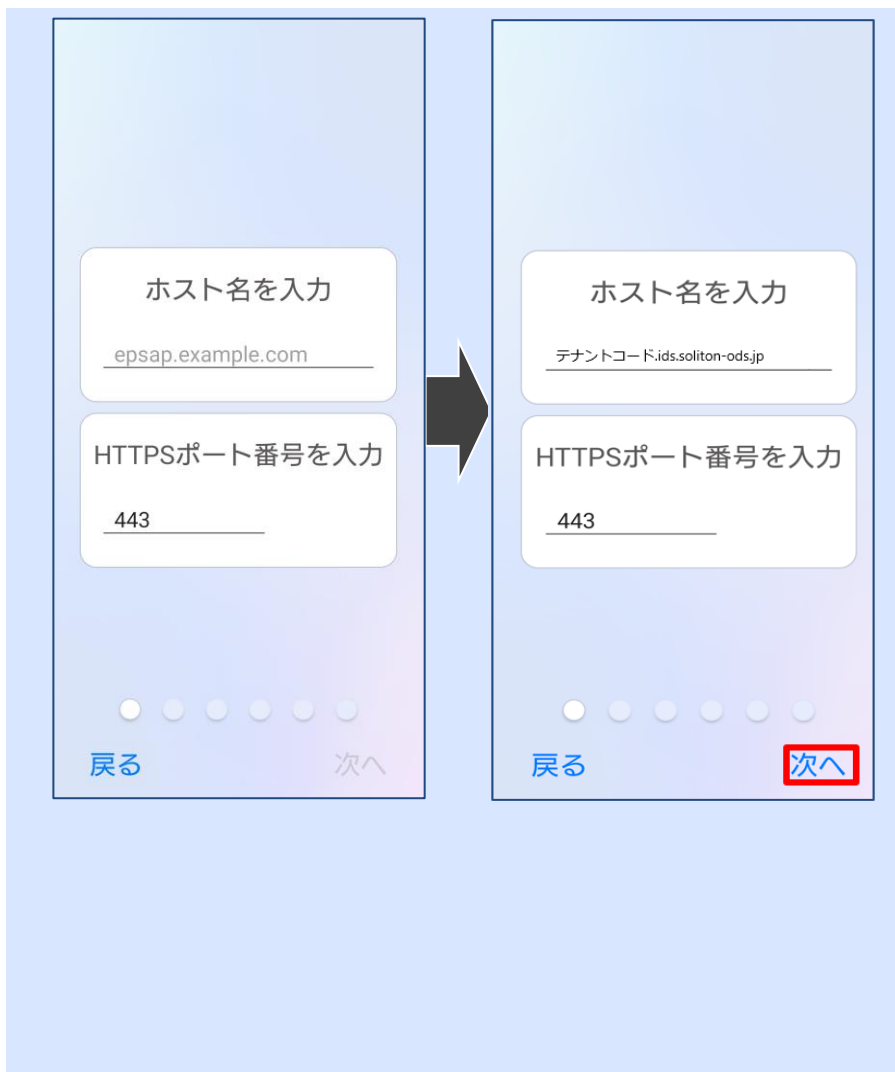 ホスト名を入力
epsap.example.com
HTTPSポート番号を入力
443
戻る
次へ
ホスト名を入力
テナントコード.ids.soliton-ods.jp
HTTPSポート番号を入力
443
戻る
次へ